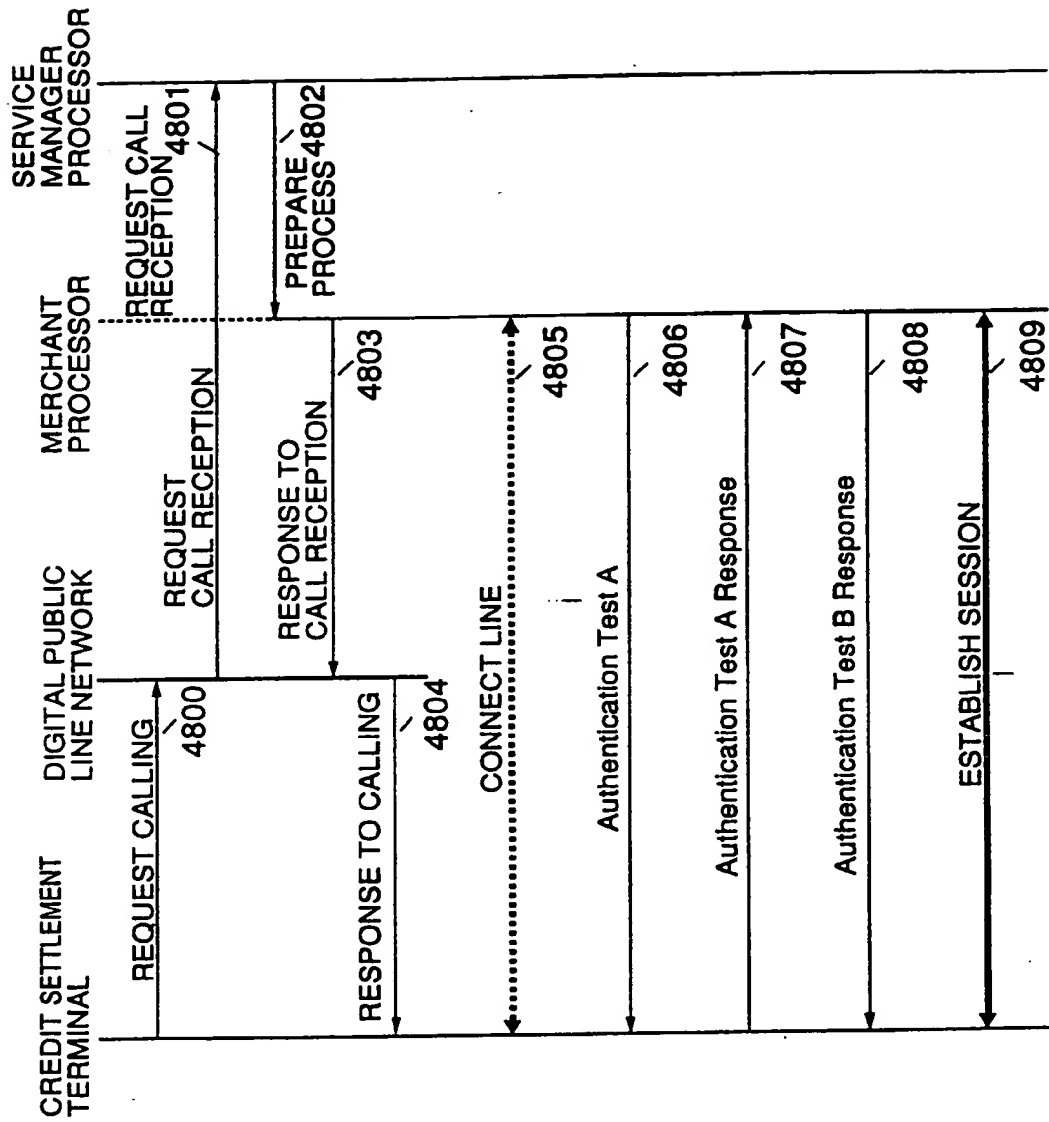 CREDIT SETTLEMENT
TERMINAL
DIGITAL PUBLIC
LINE NETWORK
MERCHANT
PROCESSOR
SERVICE
MANAGER
PROCESSOR
REQUEST CALLING
4800
REQUEST
CALL RECEPTION
REQUEST CALL
RECEPTION
4801
PREPARE
PROCESS
4802
RESPONSE TO
CALL RECEPTION
4803
RESPONSE TO CALLING
4804
CONNECT LINE
4805
Authentication Test A
4806
Authentication Test A Response
4807
Authentication Test B Response
4808
ESTABLISH SESSION
4809